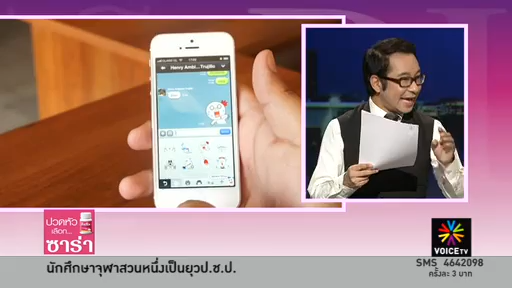 Henry Ambi...Trujillo
ปวดหัว
เลือก...
ซาร่า
VOICE TV
SMS 4642098
ครั้งละ 3 บาท
นักศึกษาจุฬาสวนหนึ่งเป็นยุวป.ช.ป.